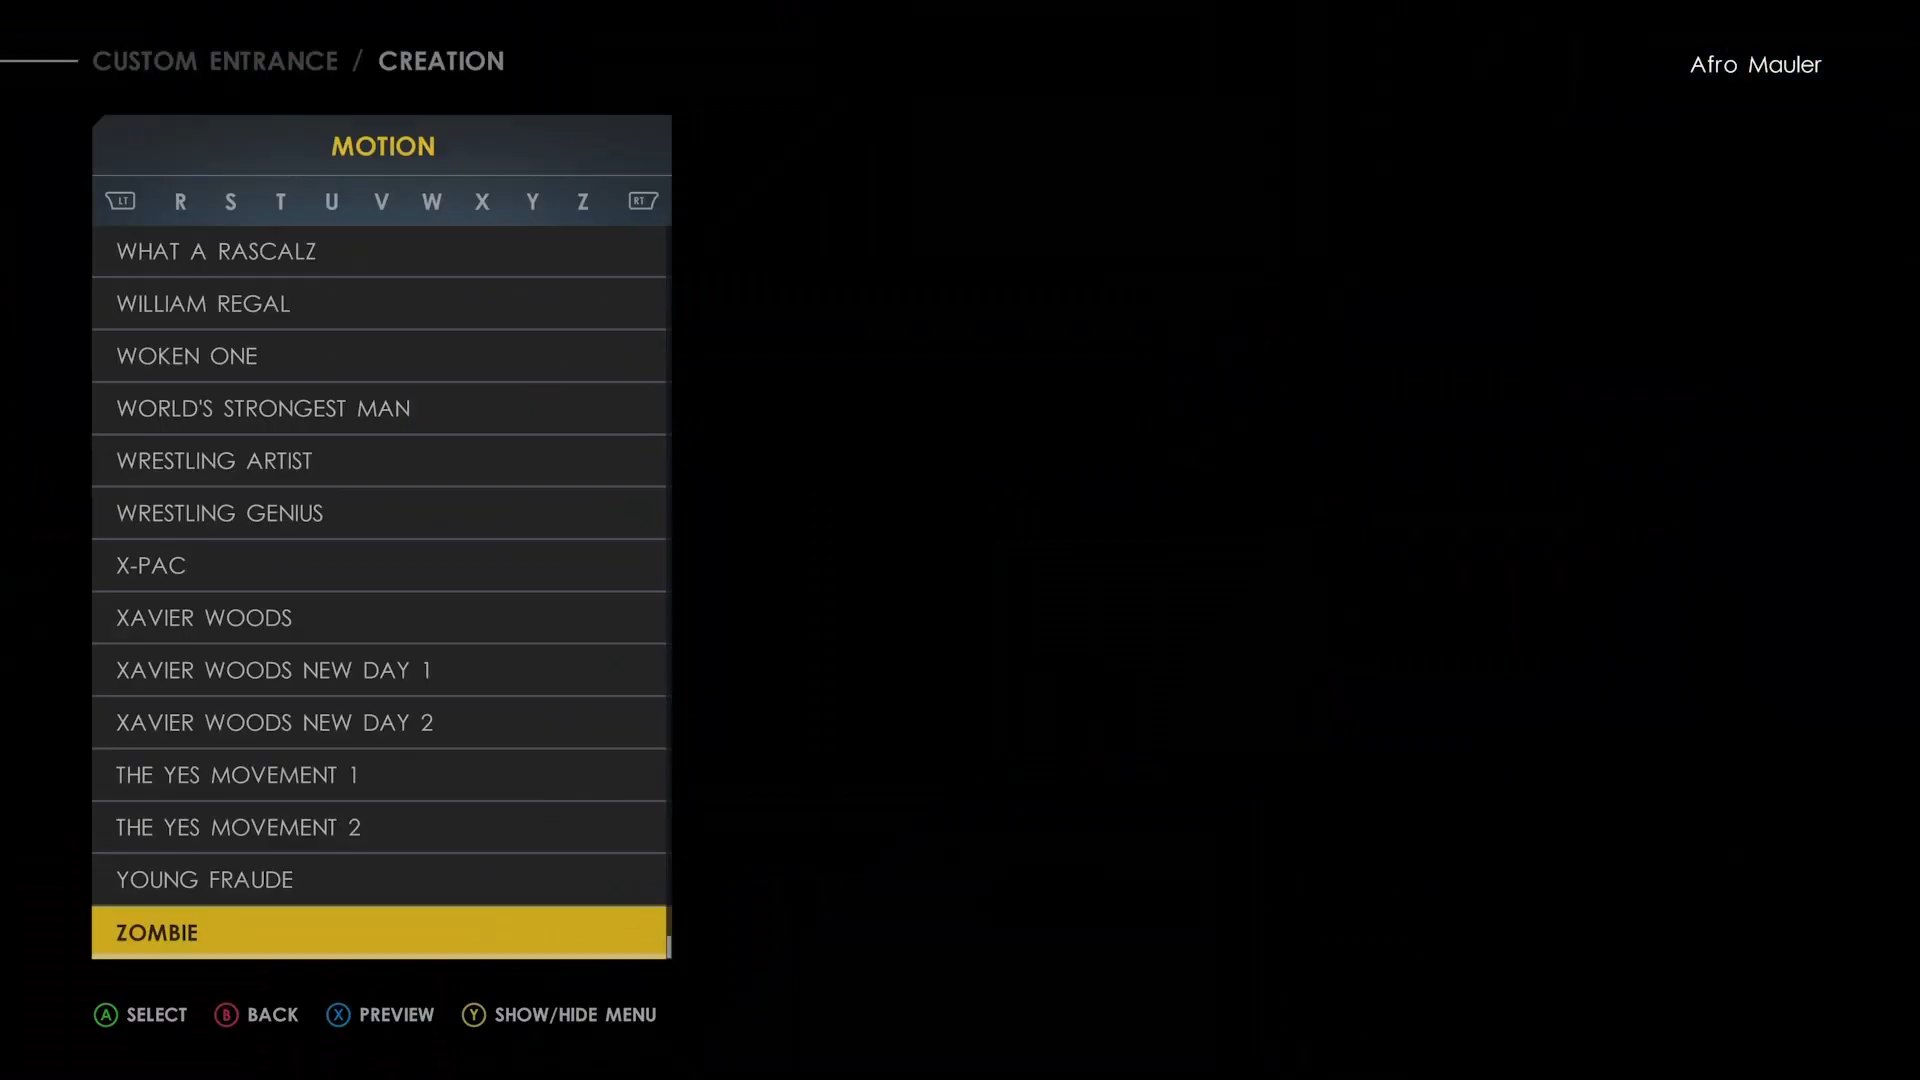 CUSTOM ENTRANCE / CREATION
Afro Mauler
MOTION
LT R S T U V W X Y Z RT
WHAT A RASCALZ
WILLIAM REGAL
WOKEN ONE
WORLD'S STRONGEST MAN
WRESTLING ARTIST
WRESTLING GENIUS
X-PAC
XAVIER WOODS
XAVIER WOODS NEW DAY 1
XAVIER WOODS NEW DAY 2
THE YES MOVEMENT 1
THE YES MOVEMENT 2
YOUNG FRAUDE
ZOMBIE
A SELECT B BACK X PREVIEW Y SHOW/HIDE MENU